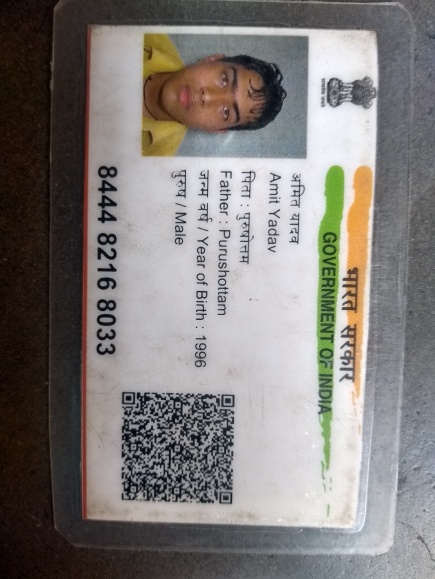 भारत सरकार
GOVERNMENT OF INDIA
अमित यादव
Amit Yadav
पिता : पुरुषोत्तम
Father : Purushottam
जन्म वर्ष / Year of Birth : 1996
पुरुष / Male
8444 8216 8033